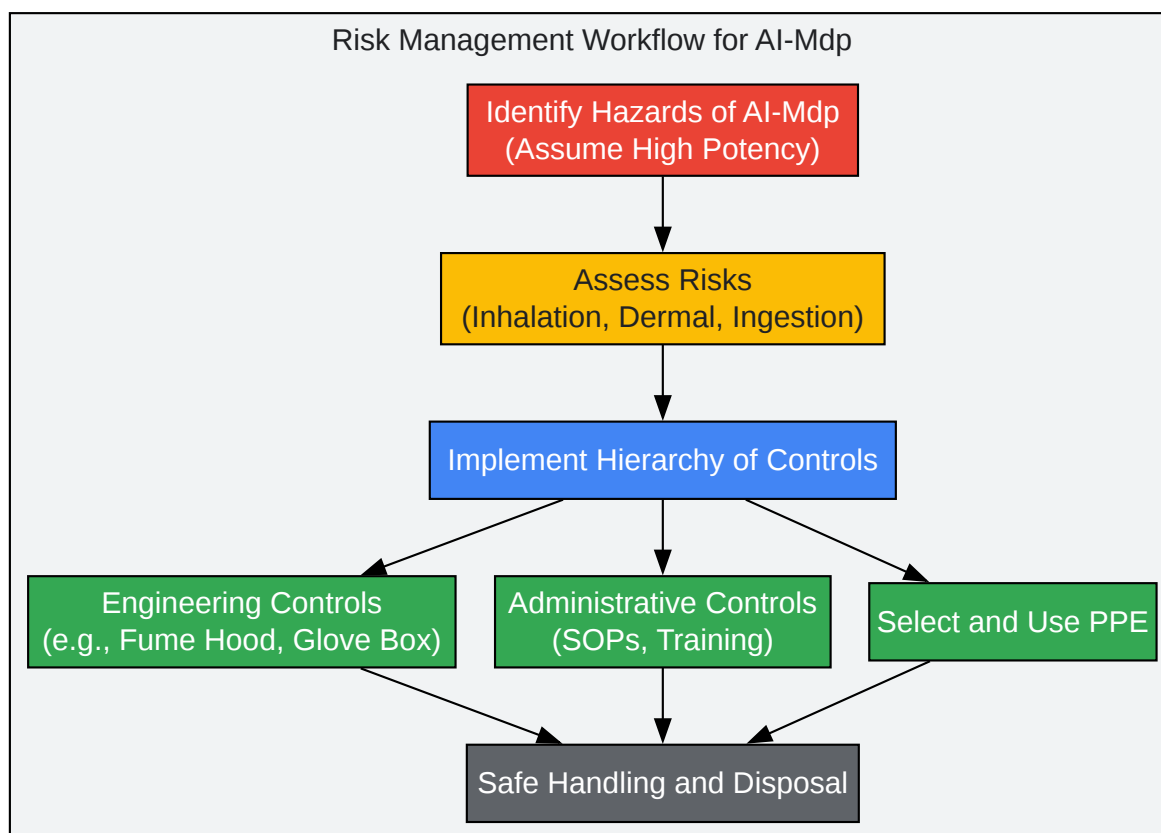 Risk Management Workflow for AI-Mdp
Identify Hazards of AI-Mdp
(Assume High Potency)
Assess Risks
(Inhalation, Dermal, Ingestion)
Implement Hierarchy of Controls
Engineering Controls
(e.g., Fume Hood, Glove Box)
Administrative Controls
(SOPs, Training)
Select and Use PPE
Safe Handling and Disposal